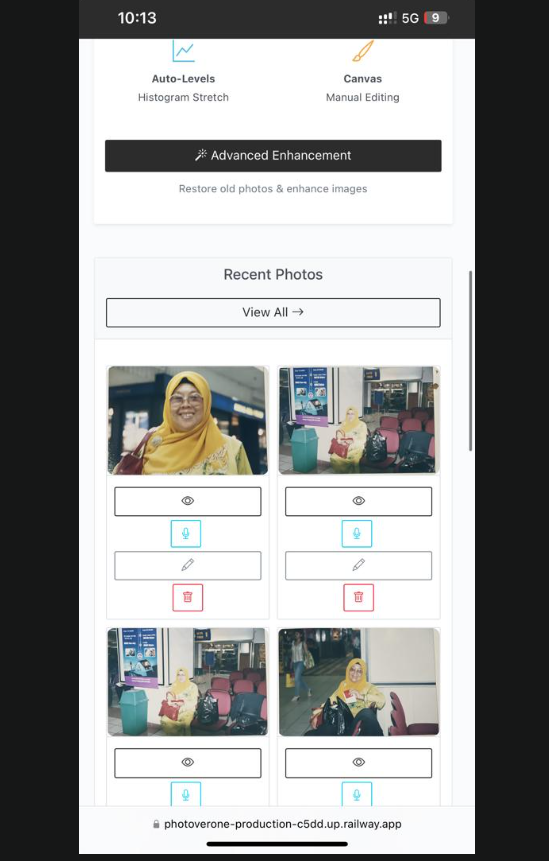 10:13
5G 9
Auto-Levels
Canvas
Histogram Stretch
Manual Editing
Advanced Enhancement
Restore old photos & enhance images
Recent Photos
View All →
photoverone-production-c5dd.up.railway.app